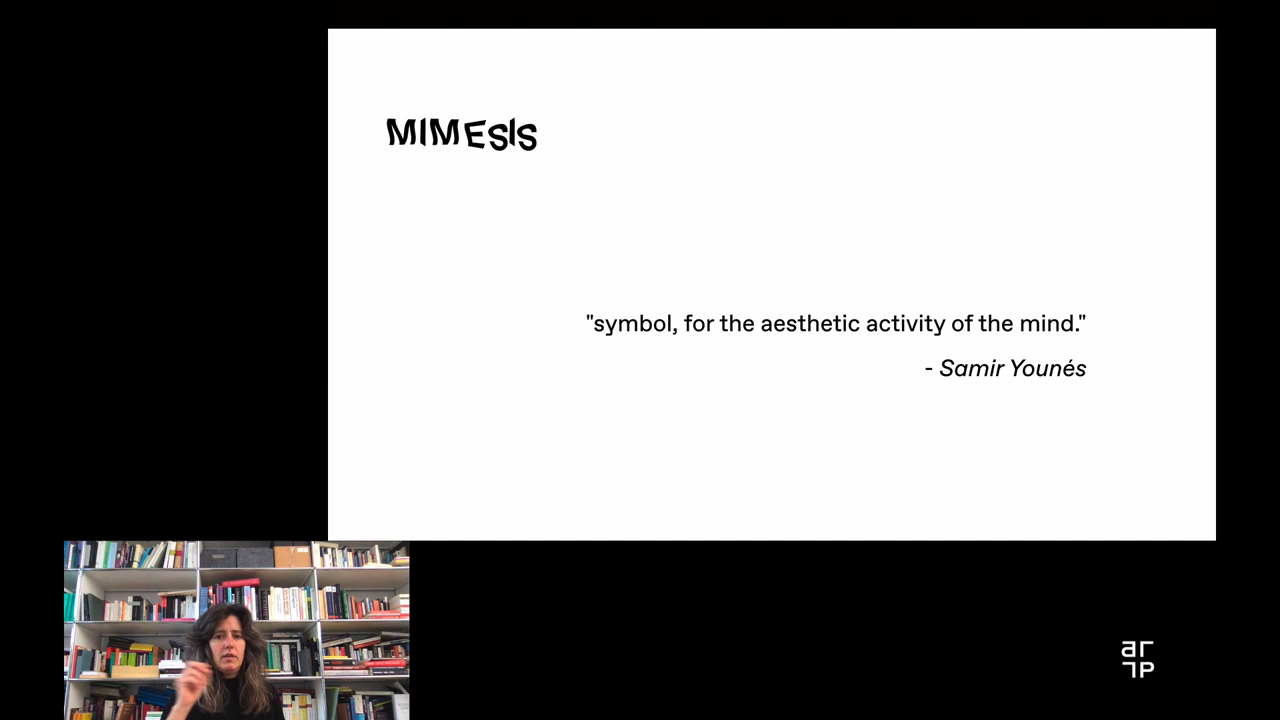 MIMEsIs
"symbol, for the aesthetic activity of the mind."
- Samir Younés